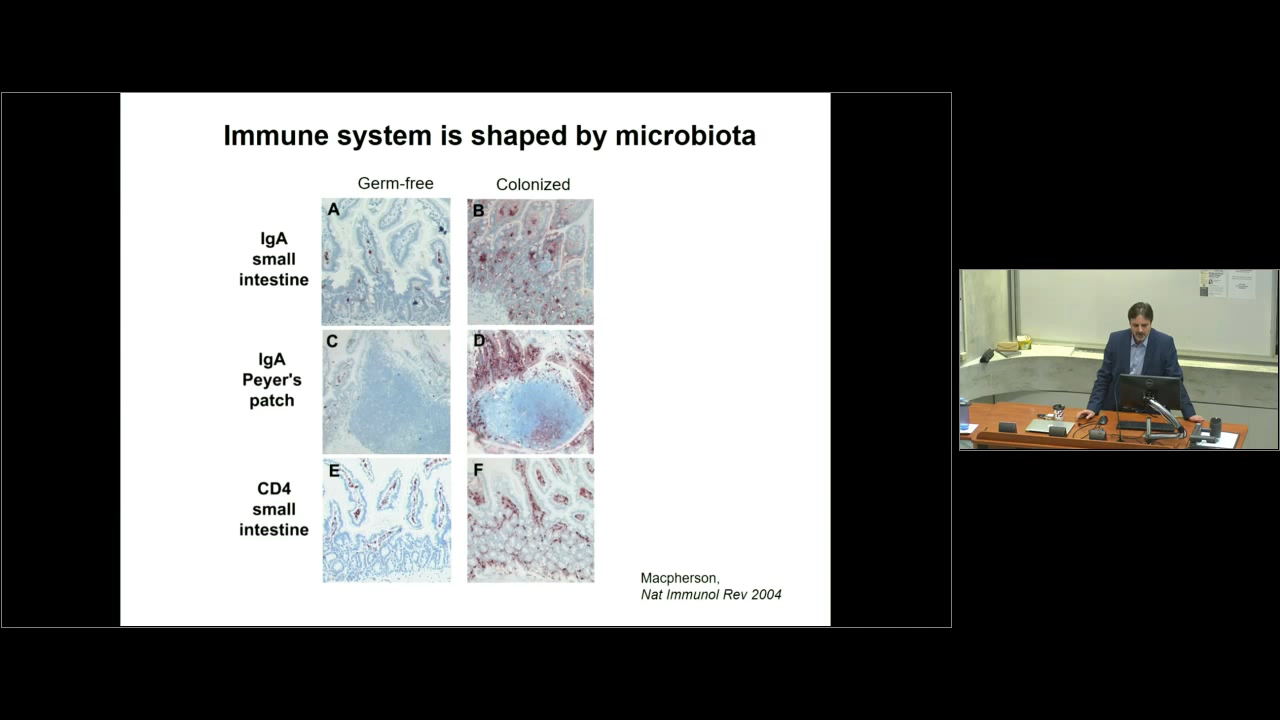 Immune system is shaped by microbiota
Germ-free
Colonized
IgA
small
intestine
A
B
IgA
Peyer's
patch
C
D
CD4
small
intestine
E
F
Macpherson,
Nat Immunol Rev 2004